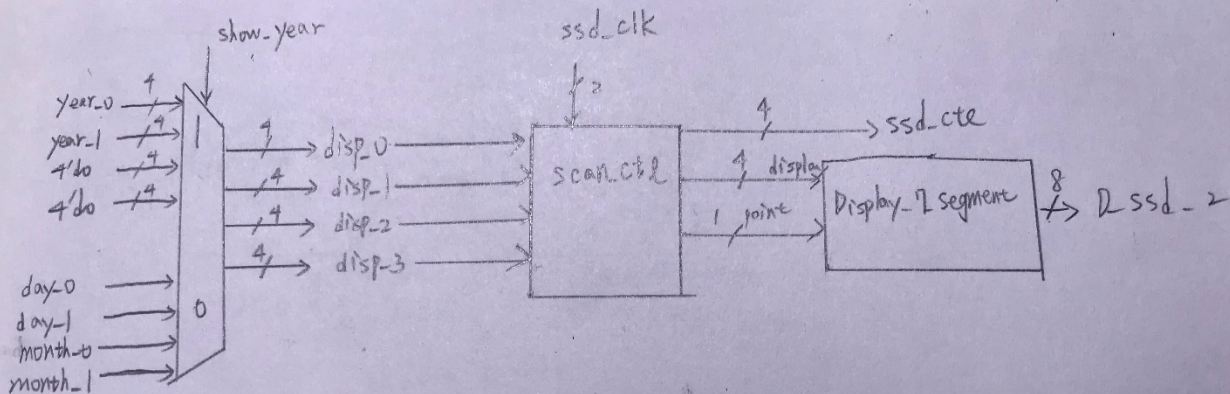 show_year
ssd_clk
2
year_0 4
year_1 4
4'd0 4
4'd0 4
1
4 disp_0
4 disp_1
4 disp_2
4 disp_3
scan_ctl
4 ssd_ctl
4 display
1 point
Display_7 segment
8 D_ssd_2
day_0
day_1
month_0
month_1
0